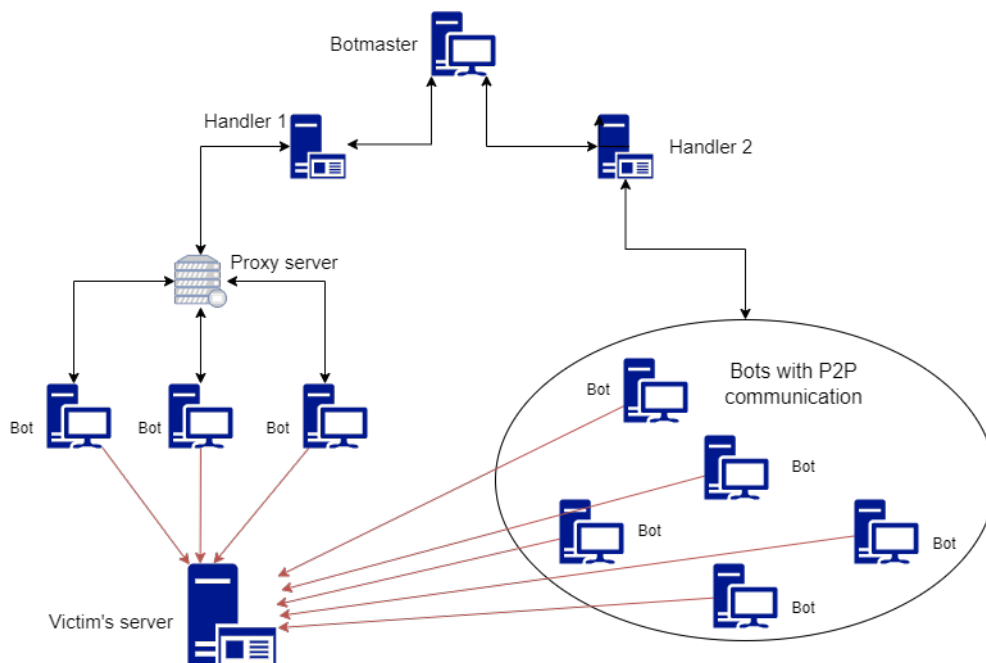 Botmaster
Handler 1
Handler 2
Proxy server
Bots with P2P
communication
Bot
Bot
Bot
Bot
Bot
Bot
Bot
Bot
Victim's server